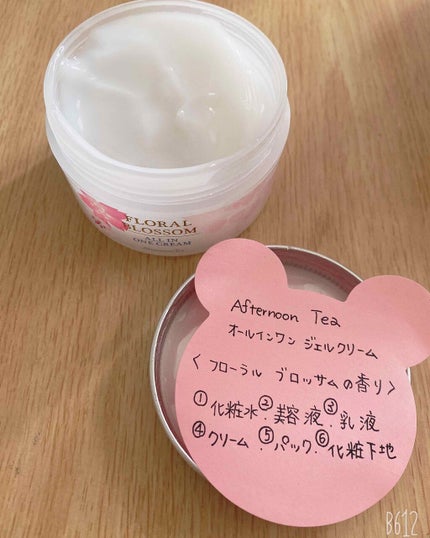 FLORAL
BLOSSOM
ALL IN
ONE CREAM
Afternoon Tea
オールインワン ジェルクリーム
〈 フローラル ブロッサムの香り 〉
①化粧水.②美容液.③乳液
④クリーム.⑤パック.⑥化粧下地
B612